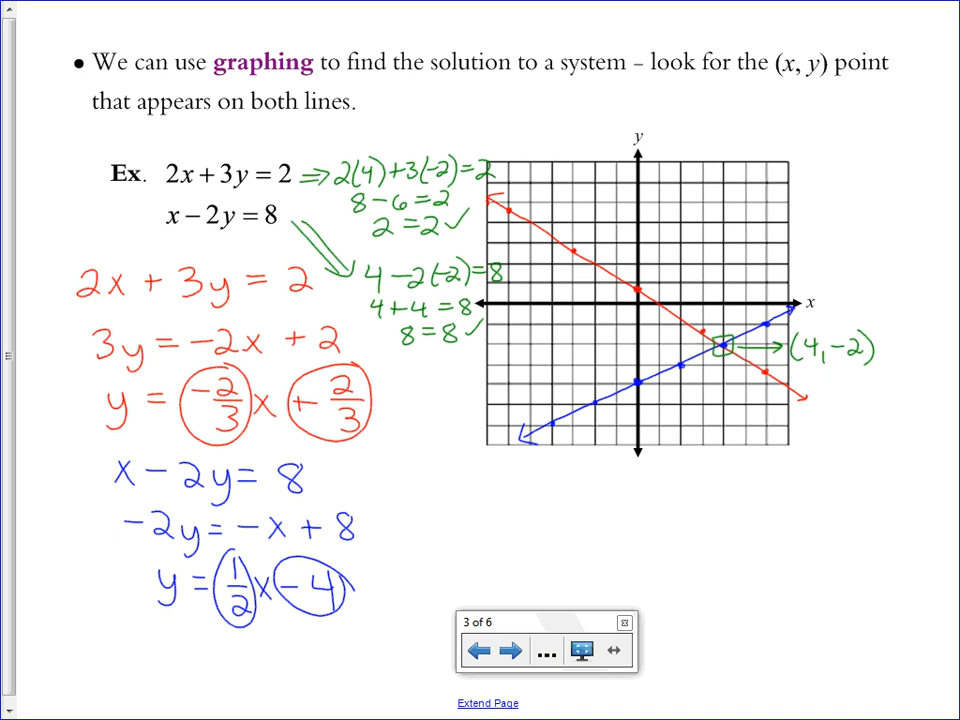 • We can use graphing to find the solution to a system – look for the (x, y) point
that appears on both lines.
Ex. 2x + 3y = 2 ⇒ 2(4)+3(-2)=2
8 - 6 = 2
2 = 2 ✓
x − 2y = 8
4 - 2(-2) = 8
4 + 4 = 8
8 = 8 ✓
2x + 3y = 2
3y = -2x + 2
y = -2/3 x + 2/3
x - 2y = 8
-2y = -x + 8
y = 1/2 x - 4
y
x
(4, -2)
3 of 6
...
Extend Page